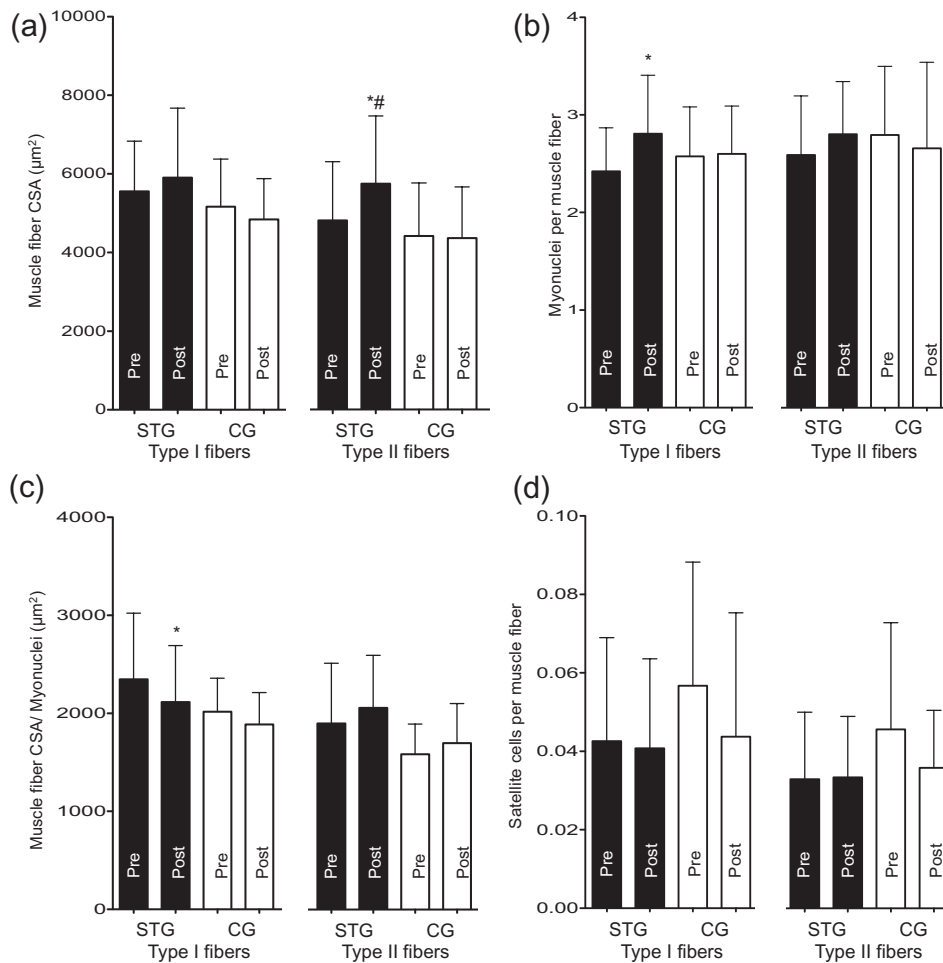 (a)
10000
8000
6000
4000
2000
0
Muscle fiber CSA (µm²)
*#
Pre
Post
Pre
Post
Pre
Post
Pre
Post
STG
CG
STG
CG
Type I fibers
Type II fibers
(b)
4
3
2
1
0
Myonuclei per muscle fiber
*
Pre
Post
Pre
Post
Pre
Post
Pre
Post
STG
CG
STG
CG
Type I fibers
Type II fibers
(c)
4000
3000
2000
1000
0
Muscle fiber CSA/ Myonuclei (µm²)
*
Pre
Post
Pre
Post
Pre
Post
Pre
Post
STG
CG
STG
CG
Type I fibers
Type II fibers
(d)
0.10
0.08
0.06
0.04
0.02
0.00
Satellite cells per muscle fiber
Pre
Post
Pre
Post
Pre
Post
Pre
Post
STG
CG
STG
CG
Type I fibers
Type II fibers